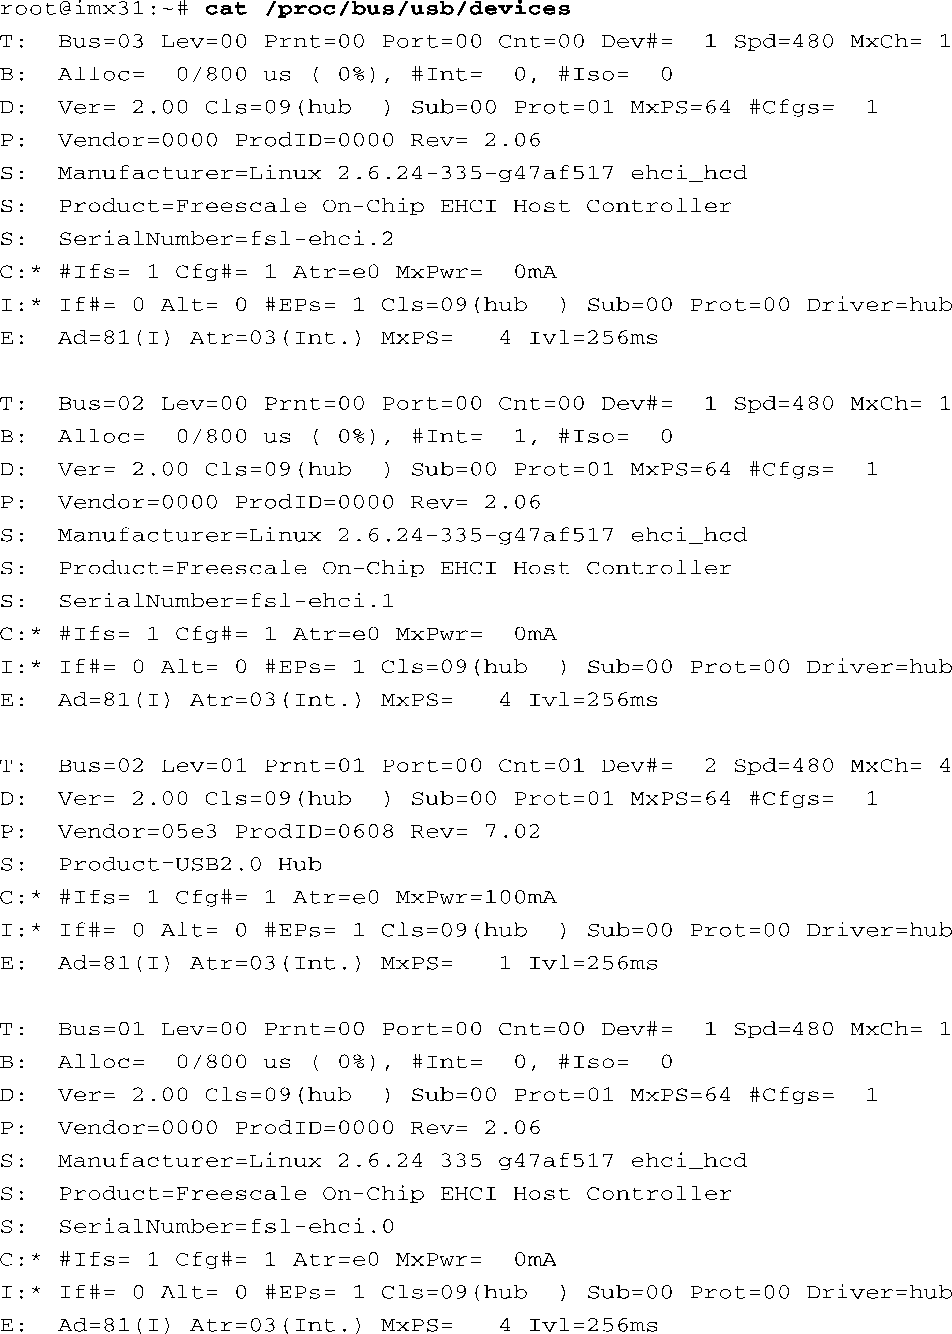 root@imx31:~# cat /proc/bus/usb/devices
T:  Bus=03 Lev=00 Prnt=00 Port=00 Cnt=00 Dev#=  1 Spd=480 MxCh= 1
B:  Alloc=  0/800 us ( 0%), #Int=  0, #Iso=  0
D:  Ver= 2.00 Cls=09(hub  ) Sub=00 Prot=01 MxPS=64 #Cfgs=  1
P:  Vendor=0000 ProdID=0000 Rev= 2.06
S:  Manufacturer=Linux 2.6.24-335-g47af517 ehci_hcd
S:  Product=Freescale On-Chip EHCI Host Controller
S:  SerialNumber=fsl-ehci.2
C:* #Ifs= 1 Cfg#= 1 Atr=e0 MxPwr=  0mA
I:* If#= 0 Alt= 0 #EPs= 1 Cls=09(hub  ) Sub=00 Prot=00 Driver=hub
E:  Ad=81(I) Atr=03(Int.) MxPS=   4 Ivl=256ms

T:  Bus=02 Lev=00 Prnt=00 Port=00 Cnt=00 Dev#=  1 Spd=480 MxCh= 1
B:  Alloc=  0/800 us ( 0%), #Int=  1, #Iso=  0
D:  Ver= 2.00 Cls=09(hub  ) Sub=00 Prot=01 MxPS=64 #Cfgs=  1
P:  Vendor=0000 ProdID=0000 Rev= 2.06
S:  Manufacturer=Linux 2.6.24-335-g47af517 ehci_hcd
S:  Product=Freescale On-Chip EHCI Host Controller
S:  SerialNumber=fsl-ehci.1
C:* #Ifs= 1 Cfg#= 1 Atr=e0 MxPwr=  0mA
I:* If#= 0 Alt= 0 #EPs= 1 Cls=09(hub  ) Sub=00 Prot=00 Driver=hub
E:  Ad=81(I) Atr=03(Int.) MxPS=   4 Ivl=256ms

T:  Bus=02 Lev=01 Prnt=01 Port=00 Cnt=01 Dev#=  2 Spd=480 MxCh= 4
D:  Ver= 2.00 Cls=09(hub  ) Sub=00 Prot=01 MxPS=64 #Cfgs=  1
P:  Vendor=05e3 ProdID=0608 Rev= 7.02
S:  Product=USB2.0 Hub
C:* #Ifs= 1 Cfg#= 1 Atr=e0 MxPwr=100mA
I:* If#= 0 Alt= 0 #EPs= 1 Cls=09(hub  ) Sub=00 Prot=00 Driver=hub
E:  Ad=81(I) Atr=03(Int.) MxPS=   1 Ivl=256ms

T:  Bus=01 Lev=00 Prnt=00 Port=00 Cnt=00 Dev#=  1 Spd=480 MxCh= 1
B:  Alloc=  0/800 us ( 0%), #Int=  0, #Iso=  0
D:  Ver= 2.00 Cls=09(hub  ) Sub=00 Prot=01 MxPS=64 #Cfgs=  1
P:  Vendor=0000 ProdID=0000 Rev= 2.06
S:  Manufacturer=Linux 2.6.24 335 g47af517 ehci_hcd
S:  Product=Freescale On-Chip EHCI Host Controller
S:  SerialNumber=fsl-ehci.0
C:* #Ifs= 1 Cfg#= 1 Atr=e0 MxPwr=  0mA
I:* If#= 0 Alt= 0 #EPs= 1 Cls=09(hub  ) Sub=00 Prot=00 Driver=hub
E:  Ad=81(I) Atr=03(Int.) MxPS=   4 Ivl=256ms